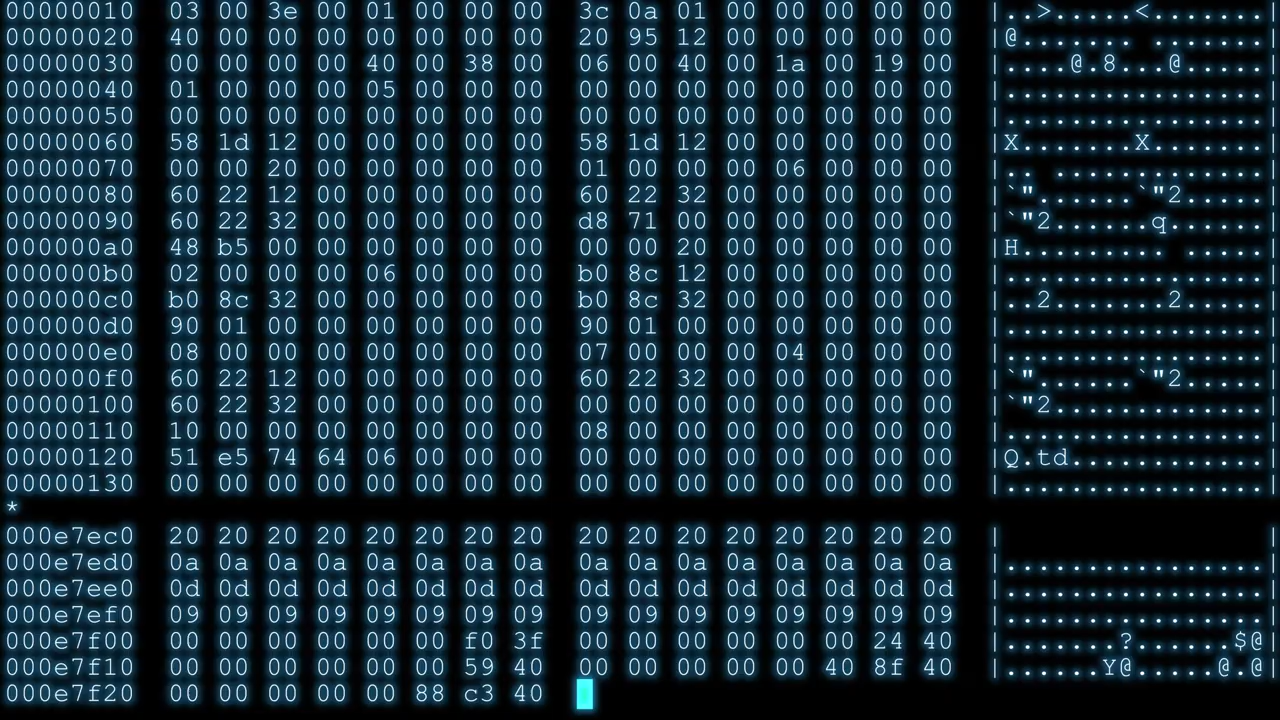 00000010 03 00 3e 00 01 00 00 00 3c 0a 01 00 00 00 00 00 |..>.....<.......|
00000020 40 00 00 00 00 00 00 00 20 95 12 00 00 00 00 00 |@....... .......|
00000030 00 00 00 00 40 00 38 00 06 00 40 00 1a 00 19 00 |....@.8...@.....|
00000040 01 00 00 00 05 00 00 00 00 00 00 00 00 00 00 00 |................|
00000050 00 00 00 00 00 00 00 00 00 00 00 00 00 00 00 00 |................|
00000060 58 1d 12 00 00 00 00 00 58 1d 12 00 00 00 00 00 |X.......X.......|
00000070 00 00 20 00 00 00 00 00 01 00 00 00 06 00 00 00 |.. .............|
00000080 60 22 12 00 00 00 00 00 60 22 32 00 00 00 00 00 |`"......`"2.....|
00000090 60 22 32 00 00 00 00 00 d8 71 00 00 00 00 00 00 |`"2......q......|
000000a0 48 b5 00 00 00 00 00 00 00 00 20 00 00 00 00 00 |H......... .....|
000000b0 02 00 00 00 06 00 00 00 b0 8c 12 00 00 00 00 00 |................|
000000c0 b0 8c 32 00 00 00 00 00 b0 8c 32 00 00 00 00 00 |..2.......2.....|
000000d0 90 01 00 00 00 00 00 00 90 01 00 00 00 00 00 00 |................|
000000e0 08 00 00 00 00 00 00 00 07 00 00 00 04 00 00 00 |................|
000000f0 60 22 12 00 00 00 00 00 60 22 32 00 00 00 00 00 |`"......`"2.....|
00000100 60 22 32 00 00 00 00 00 00 00 00 00 00 00 00 00 |`"2.............|
00000110 10 00 00 00 00 00 00 00 08 00 00 00 00 00 00 00 |................|
00000120 51 e5 74 64 06 00 00 00 00 00 00 00 00 00 00 00 |Q.td............|
00000130 00 00 00 00 00 00 00 00 00 00 00 00 00 00 00 00 |................|
*
000e7ec0 20 20 20 20 20 20 20 20 20 20 20 20 20 20 20 20 |                |
000e7ed0 0a 0a 0a 0a 0a 0a 0a 0a 0a 0a 0a 0a 0a 0a 0a 0a |................|
000e7ee0 0d 0d 0d 0d 0d 0d 0d 0d 0d 0d 0d 0d 0d 0d 0d 0d |................|
000e7ef0 09 09 09 09 09 09 09 09 09 09 09 09 09 09 09 09 |................|
000e7f00 00 00 00 00 00 00 f0 3f 00 00 00 00 00 00 24 40 |.......?......$@|
000e7f10 00 00 00 00 00 00 59 40 00 00 00 00 00 40 8f 40 |......Y@.....@.@|
000e7f20 00 00 00 00 00 88 c3 40